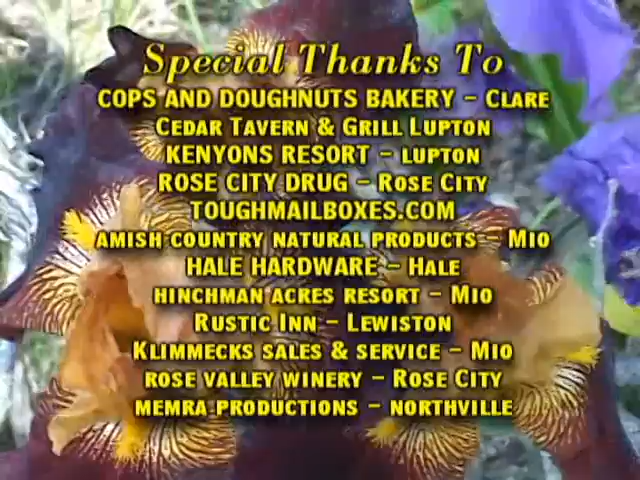 Special Thanks To
COPS AND DOUGHNUTS BAKERY – CLARE
CEDAR TAVERN & GRILL LUPTON
KENYONS RESORT – LUPTON
ROSE CITY DRUG – ROSE CITY
TOUGHMAILBOXES.COM
AMISH COUNTRY NATURAL PRODUCTS – MIO
HALE HARDWARE – HALE
HINCHMAN ACRES RESORT – MIO
RUSTIC INN – LEWISTON
KLIMMECKS SALES & SERVICE – MIO
ROSE VALLEY WINERY – ROSE CITY
MEMRA PRODUCTIONS – NORTHVILLE